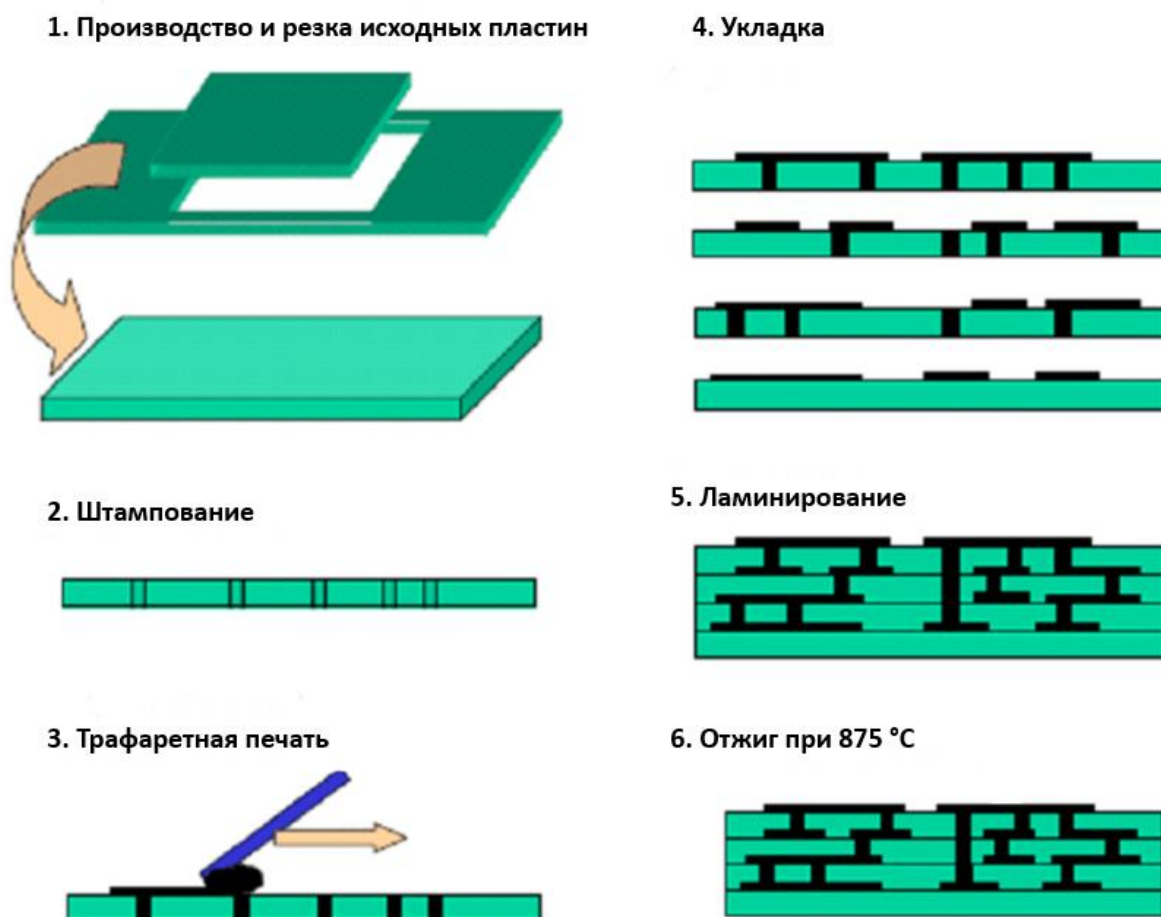 1. Производство и резка исходных пластин
2. Штампование
3. Трафаретная печать
4. Укладка
5. Ламинирование
6. Отжиг при 875 °C